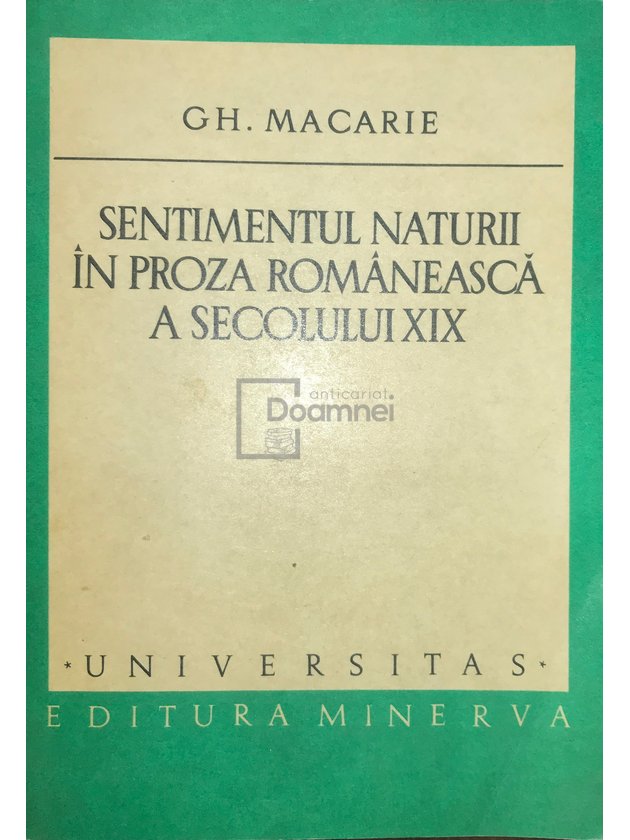 GH. MACARIE
SENTIMENTUL NATURII
ÎN PROZA ROMÂNEASCĂ
A SECOLULUI XIX
anticariat
Doamnei
* UNIVERSITAS *
EDITURA MINERVA